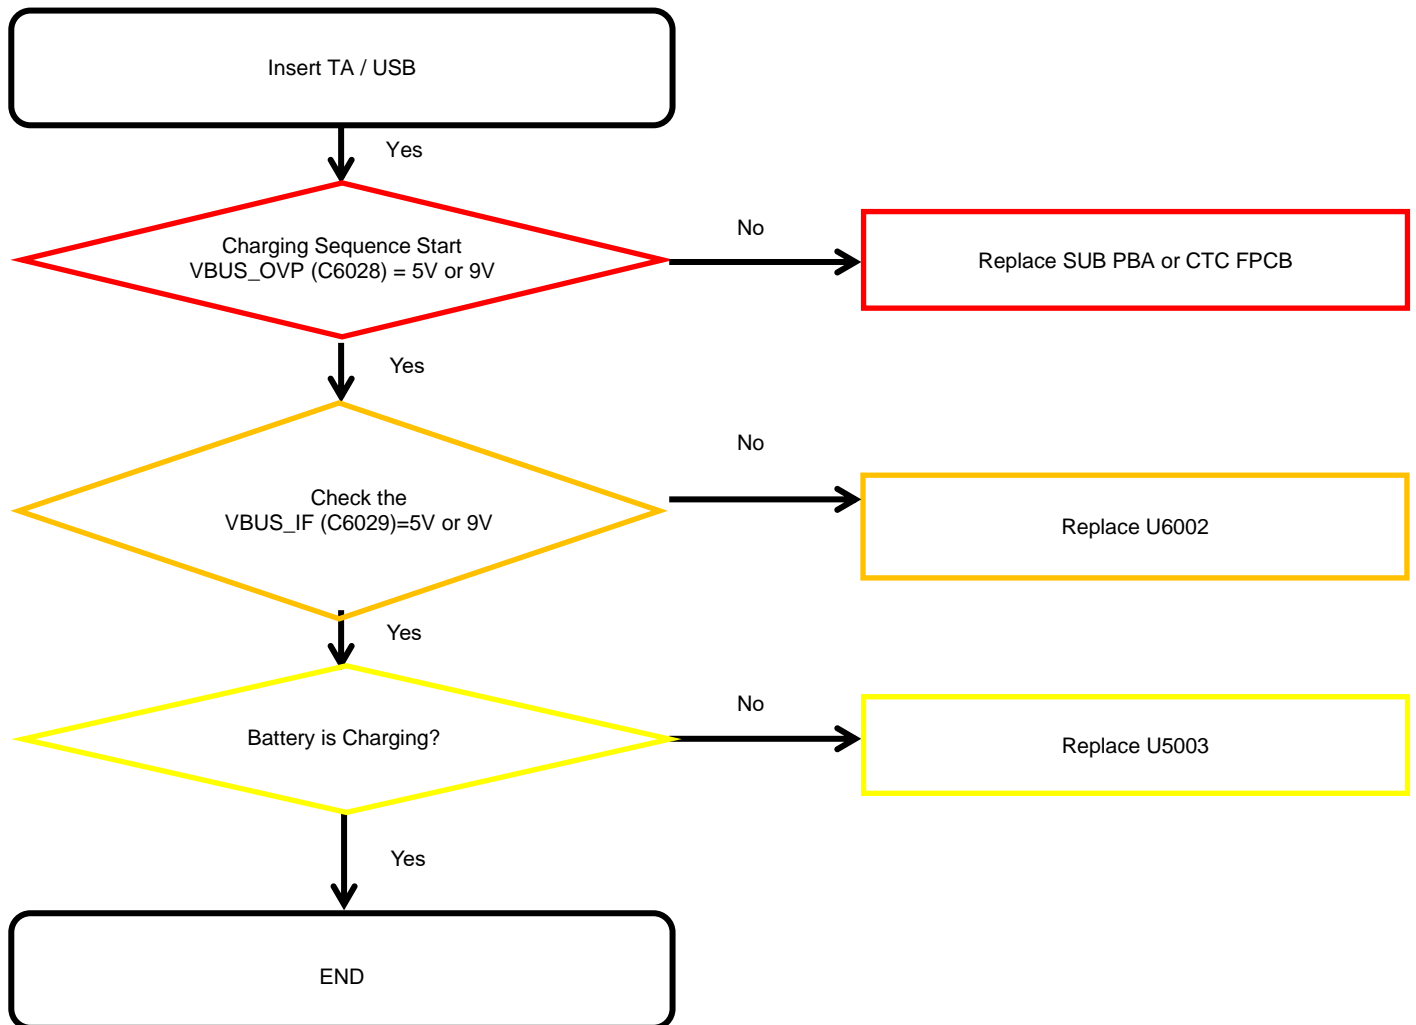 Insert TA / USB
Yes
Charging Sequence Start
VBUS_OVP (C6028) = 5V or 9V
No
Replace SUB PBA or CTC FPCB
Yes
Check the
VBUS_IF (C6029)=5V or 9V
No
Replace U6002
Yes
Battery is Charging?
No
Replace U5003
Yes
END